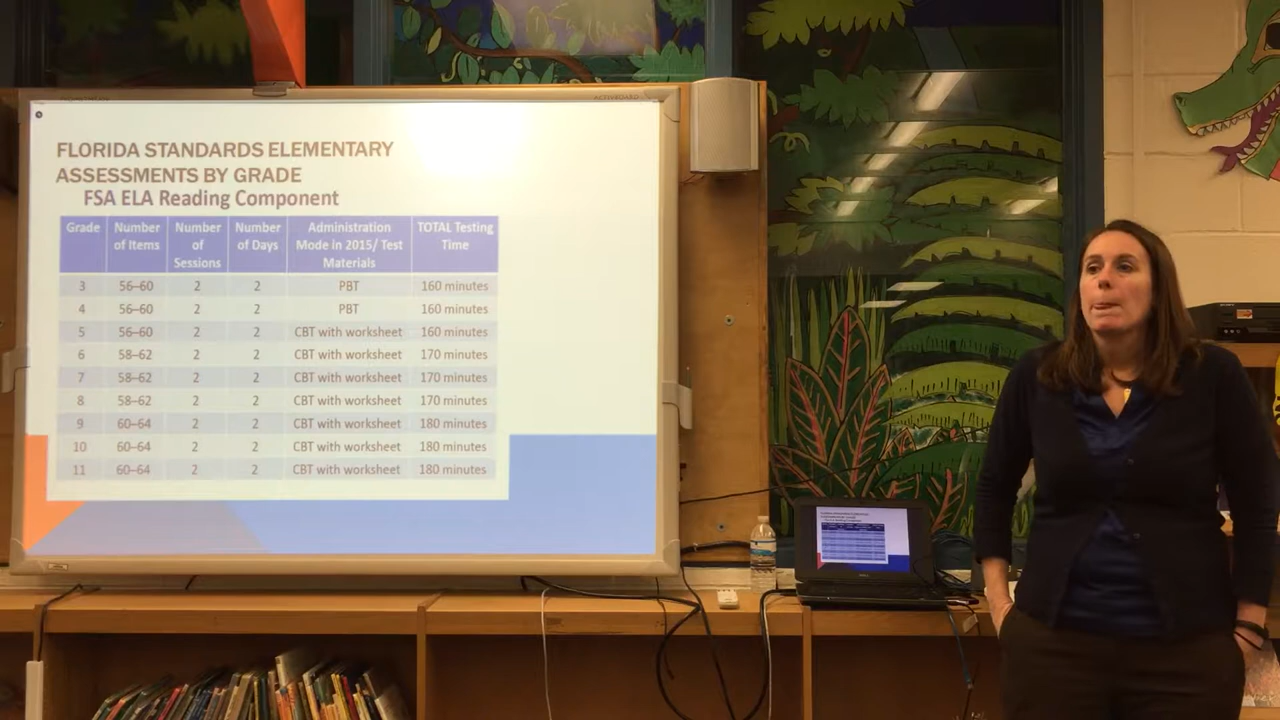 FLORIDA STANDARDS ELEMENTARY
ASSESSMENTS BY GRADE
FSA ELA Reading Component
Grade Number of Items Number of Sessions Number of Days Administration Mode in 2015/ Test Materials TOTAL Testing Time
3 56–60 2 2 PBT 160 minutes
4 56–60 2 2 PBT 160 minutes
5 56–60 2 2 CBT with worksheet 160 minutes
6 58–62 2 2 CBT with worksheet 170 minutes
7 58–62 2 2 CBT with worksheet 170 minutes
8 58–62 2 2 CBT with worksheet 170 minutes
9 60–64 2 2 CBT with worksheet 180 minutes
10 60–64 2 2 CBT with worksheet 180 minutes
11 60–64 2 2 CBT with worksheet 180 minutes